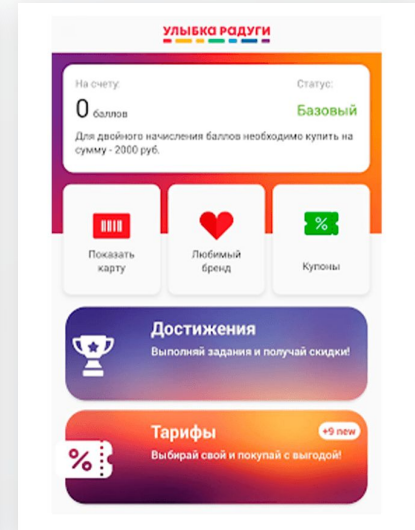 УЛЫБКА РАДУГИ
На счету: Статус:
0 баллов Базовый
Для двойного начисления баллов необходимо купить на
сумму - 2000 руб.
Показать
карту
Любимый
бренд
Купоны
Достижения
Выполняй задания и получай скидки!
Тарифы +9 new
Выбирай свой и покупай с выгодой!